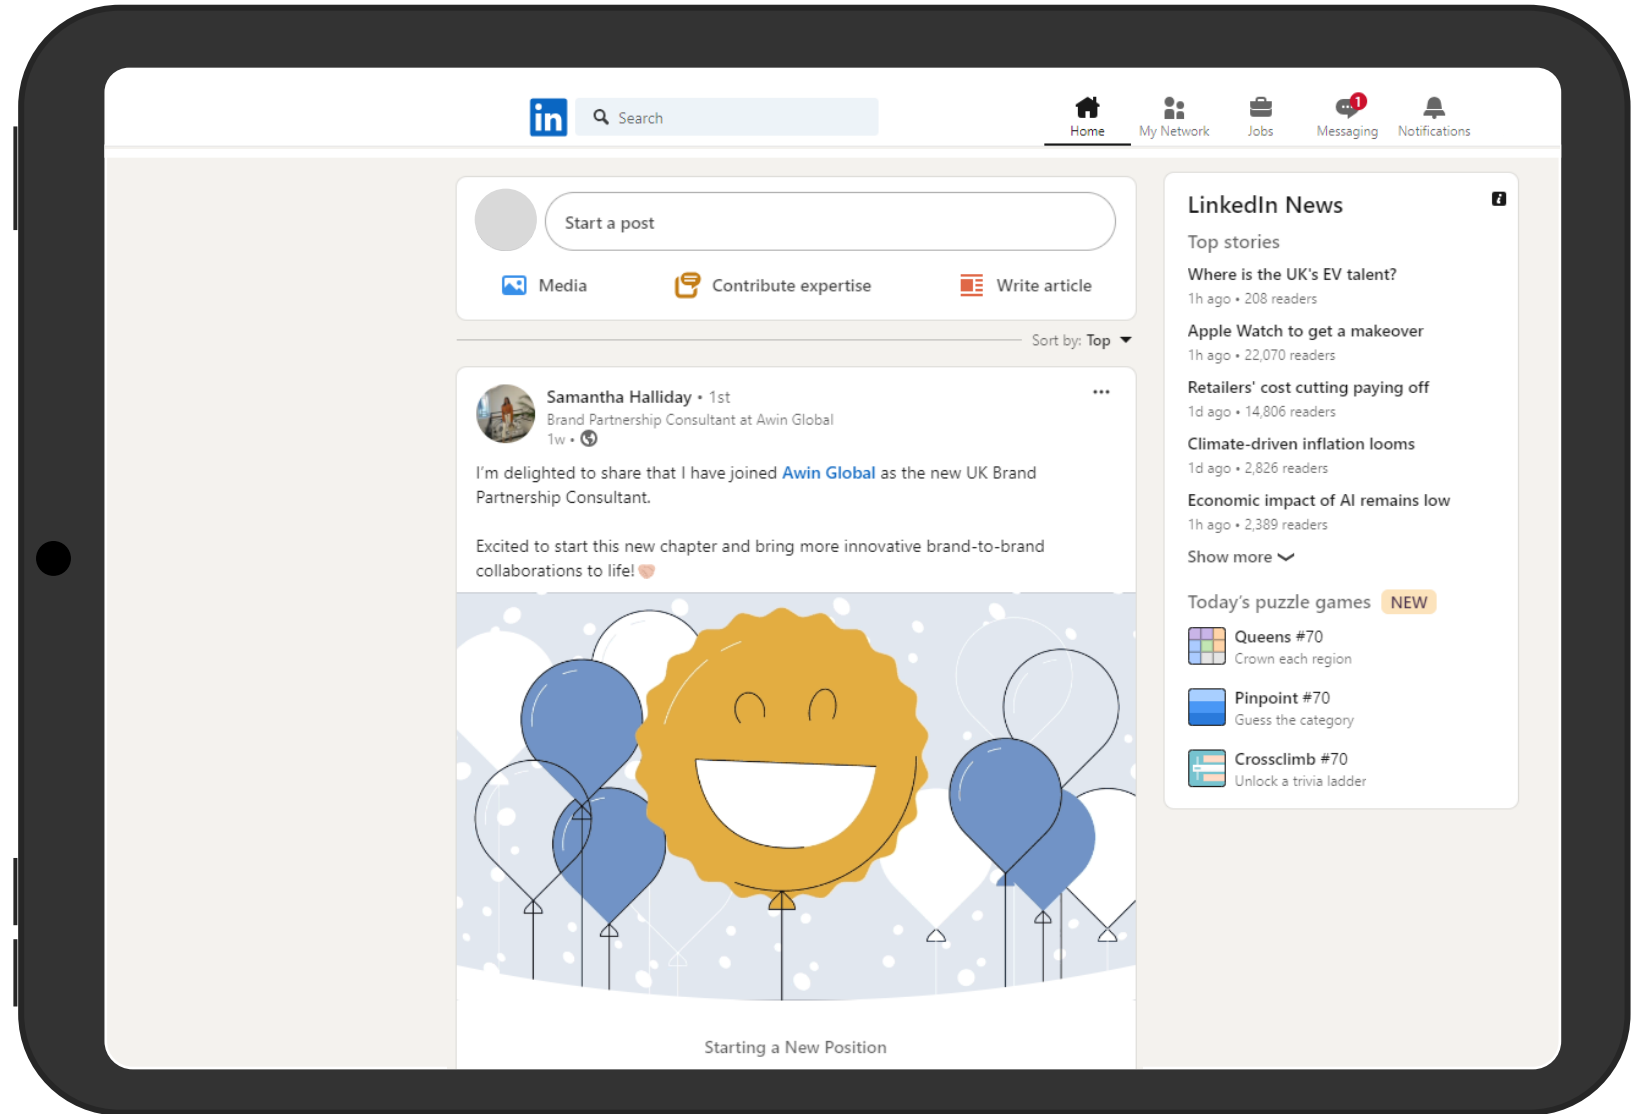 in
Search
Home
My Network
Jobs
1
Messaging
Notifications
Start a post
Media
Contribute expertise
Write article
Sort by: Top
Samantha Halliday • 1st
Brand Partnership Consultant at Awin Global
1w •
I'm delighted to share that I have joined Awin Global as the new UK Brand
Partnership Consultant.
Excited to start this new chapter and bring more innovative brand-to-brand
collaborations to life!🤝
Starting a New Position
LinkedIn News
i
Top stories
Where is the UK's EV talent?
1h ago • 208 readers
Apple Watch to get a makeover
1h ago • 22,070 readers
Retailers' cost cutting paying off
1d ago • 14,806 readers
Climate-driven inflation looms
1d ago • 2,826 readers
Economic impact of AI remains low
1h ago • 2,389 readers
Show more
Today's puzzle games NEW
Queens #70
Crown each region
Pinpoint #70
Guess the category
Crossclimb #70
Unlock a trivia ladder